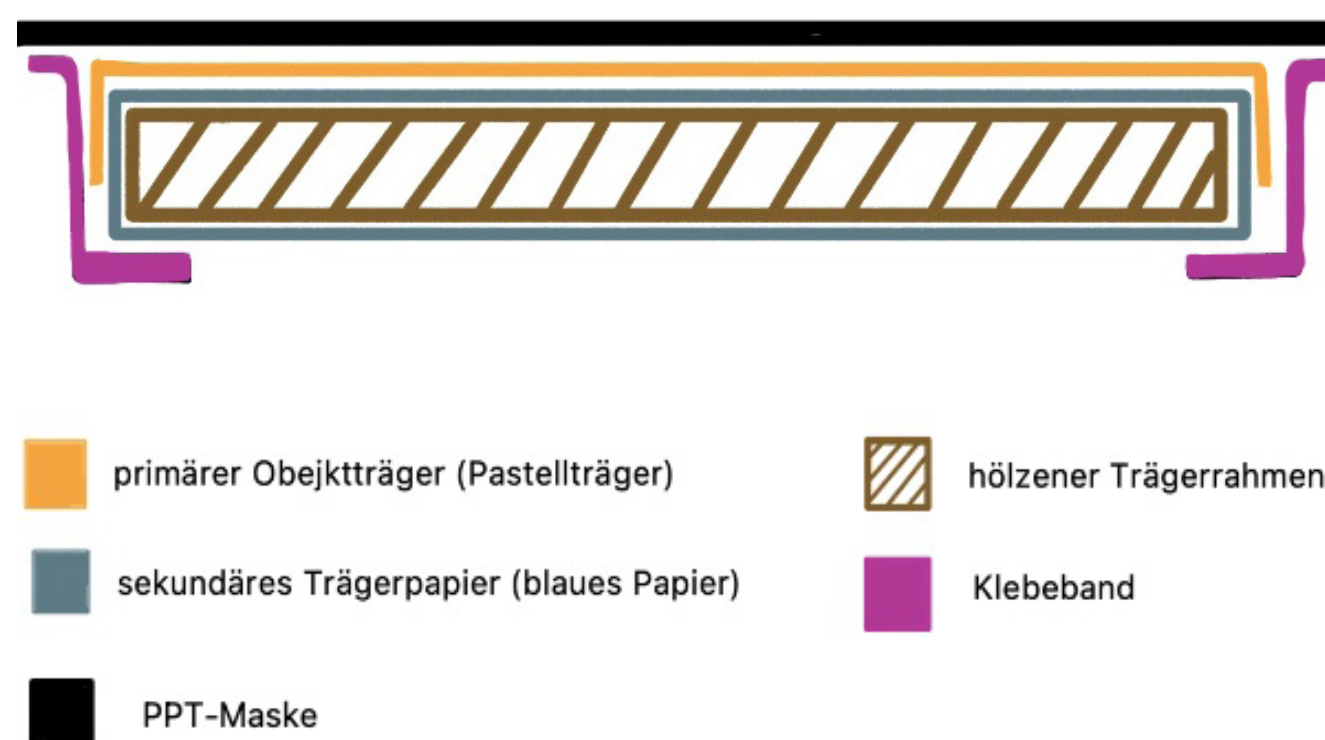 primärer Obejktträger (Pastellträger)
hölzener Trägerrahmen
sekundäres Trägerpapier (blaues Papier)
Klebeband
PPT-Maske